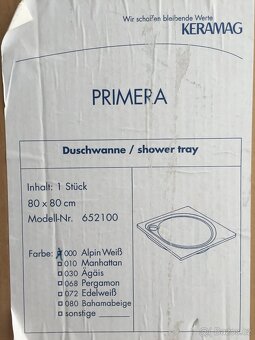 Wir schaffen bleibende Werte
KERAMAG
PRIMERA
Duschwanne / shower tray
Inhalt: 1 Stück
80 x 80 cm
Modell-Nr. 652100
Farbe: 000 Alpin Weiß
010 Manhattan
030 Ägäis
068 Pergamon
072 Edelweiß
080 Bahamabeige
sonstige ______